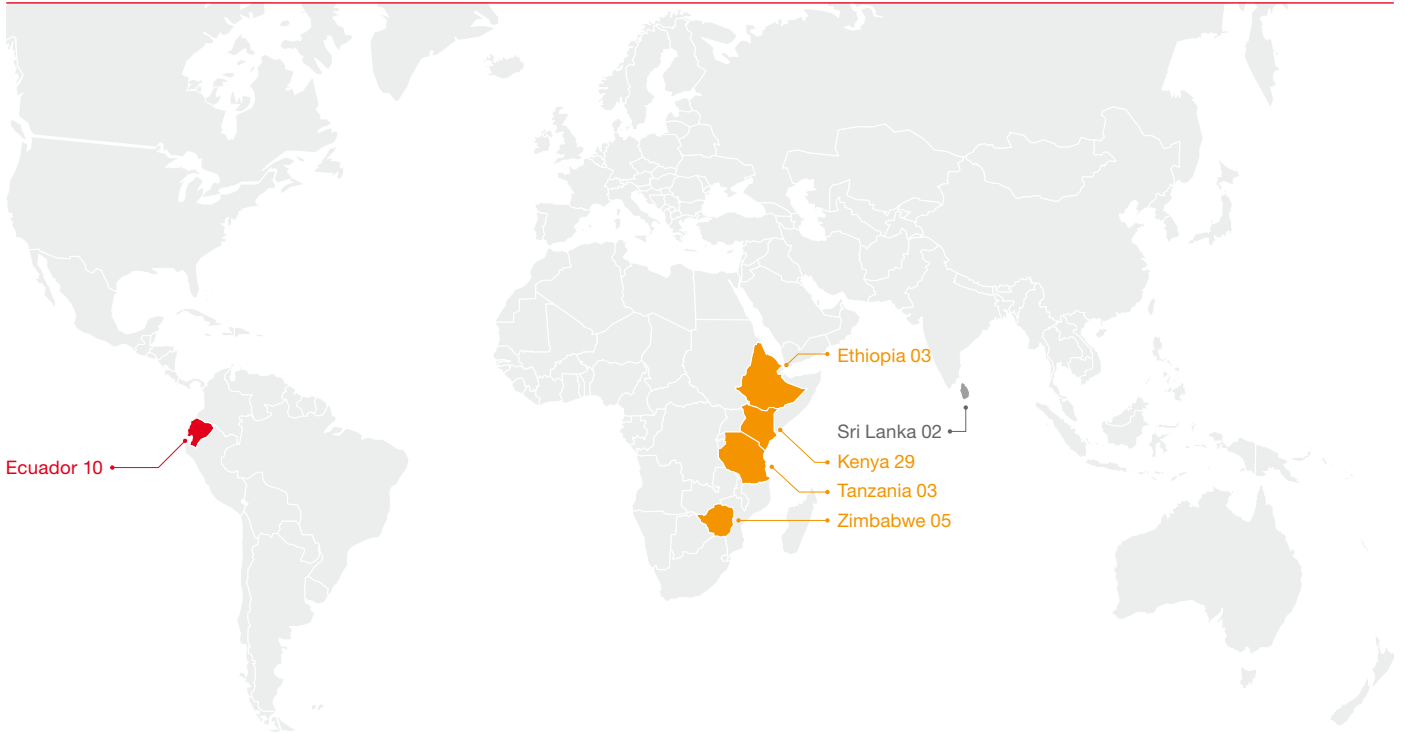 Ethiopia 03
Sri Lanka 02
Kenya 29
Ecuador 10
Tanzania 03
Zimbabwe 05